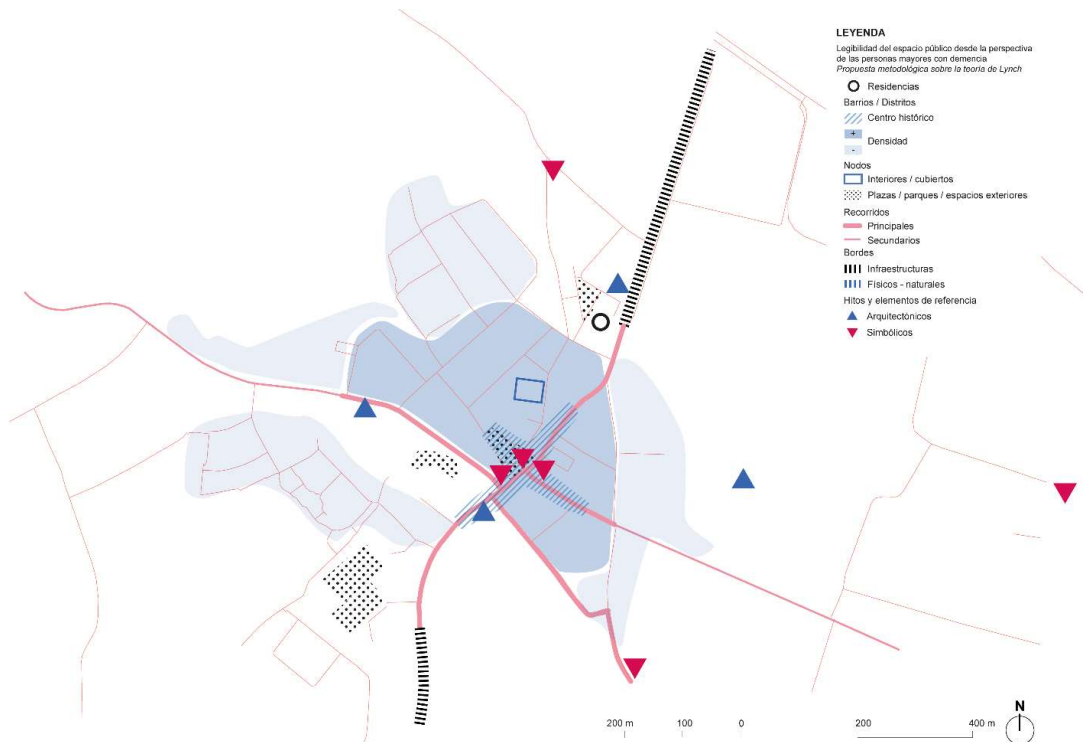 LEYENDA
Legibilidad del espacio público desde la perspectiva
de las personas mayores con demencia
Propuesta metodológica sobre la teoría de Lynch
Residencias
Barrios / Distritos
Centro histórico
+
Densidad
-
Nodos
Interiores / cubiertos
Plazas / parques / espacios exteriores
Recorridos
Principales
Secundarios
Bordes
Infraestructuras
Físicos - naturales
Hitos y elementos de referencia
Arquitectónicos
Simbólicos
N
200 m 100 0 200 400 m